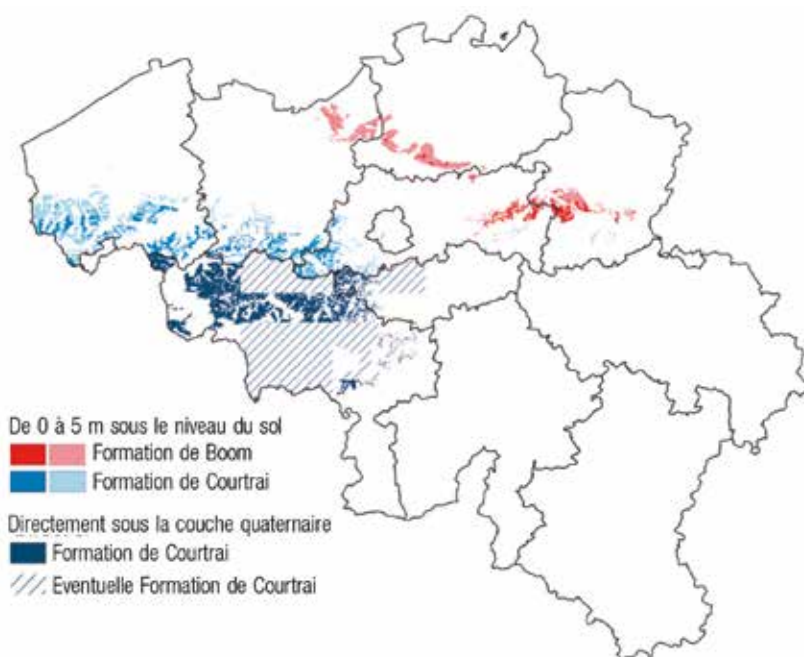 De 0 à 5 m sous le niveau du sol
Formation de Boom
Formation de Courtrai
Directement sous la couche quaternaire
Formation de Courtrai
Eventuelle Formation de Courtrai